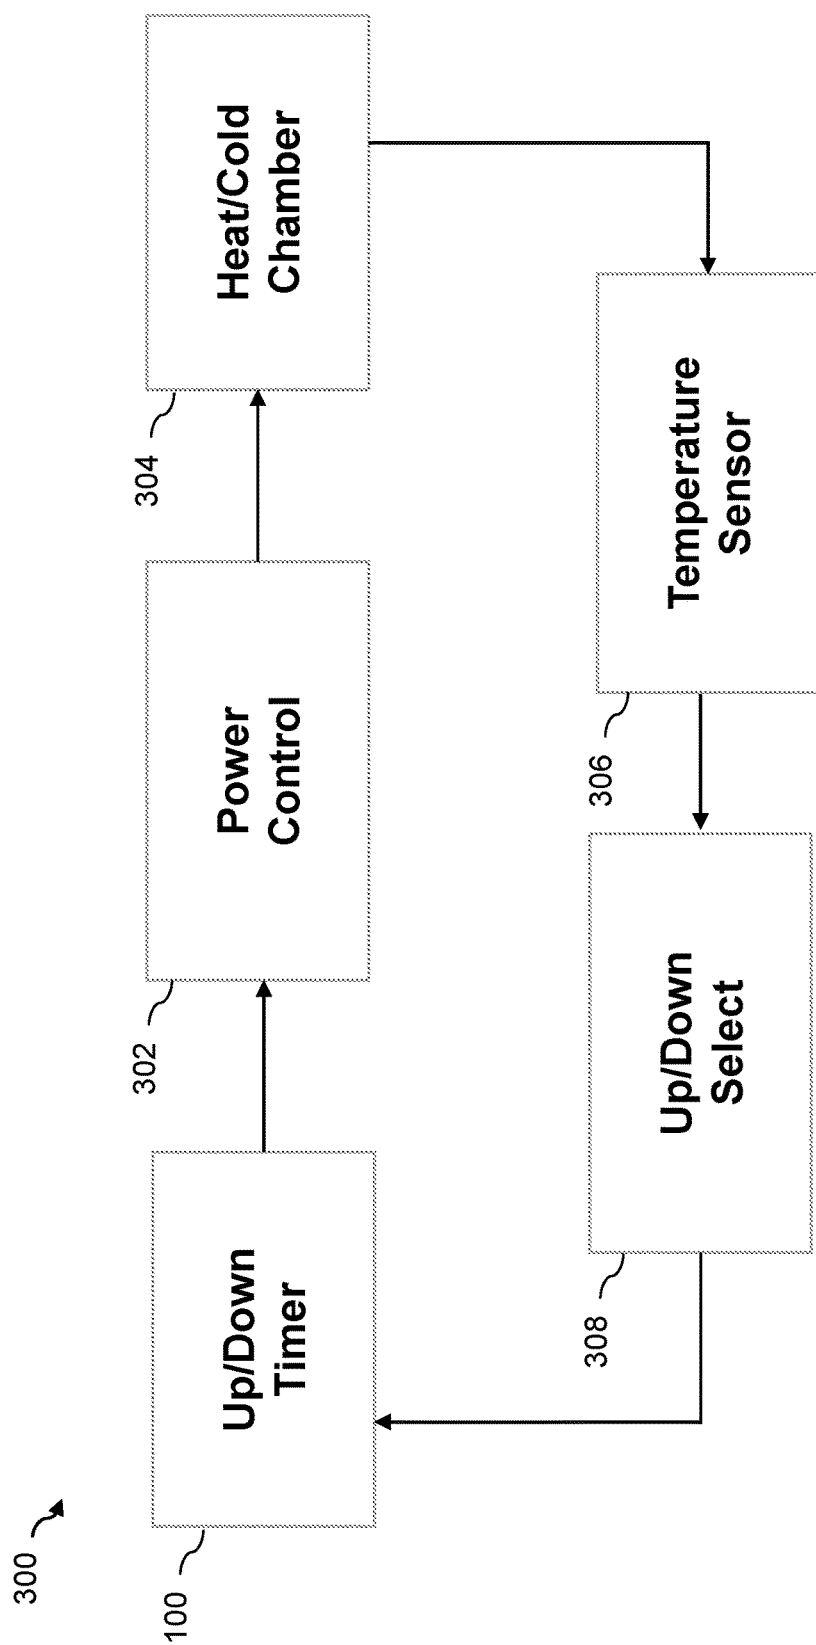 300
100
Up/Down
Timer
302
Power
Control
304
Heat/Cold
Chamber
308
Up/Down
Select
306
Temperature
Sensor